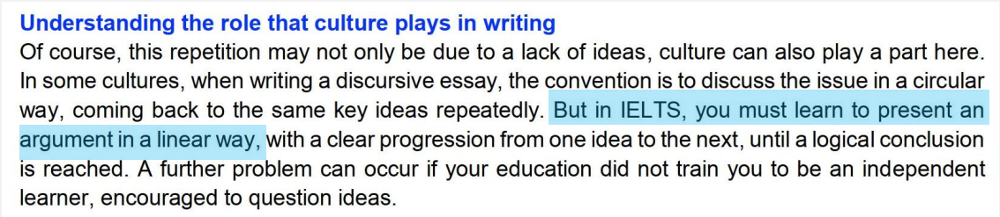 Understanding the role that culture plays in writing
Of course, this repetition may not only be due to a lack of ideas, culture can also play a part here.
In some cultures, when writing a discursive essay, the convention is to discuss the issue in a circular
way, coming back to the same key ideas repeatedly. But in IELTS, you must learn to present an
argument in a linear way, with a clear progression from one idea to the next, until a logical conclusion
is reached. A further problem can occur if your education did not train you to be an independent
learner, encouraged to question ideas.